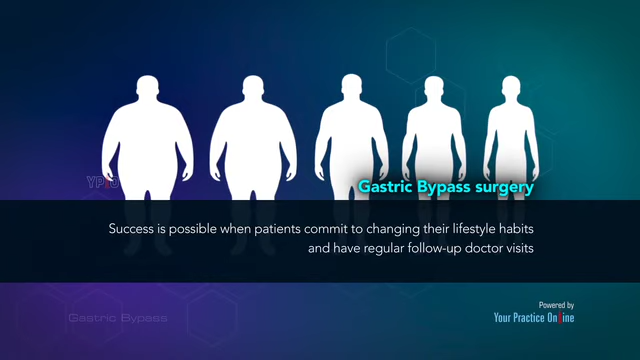 YPO
Gastric Bypass surgery
Success is possible when patients commit to changing their lifestyle habits
and have regular follow-up doctor visits
Gastric Bypass
Powered by
Your Practice Online